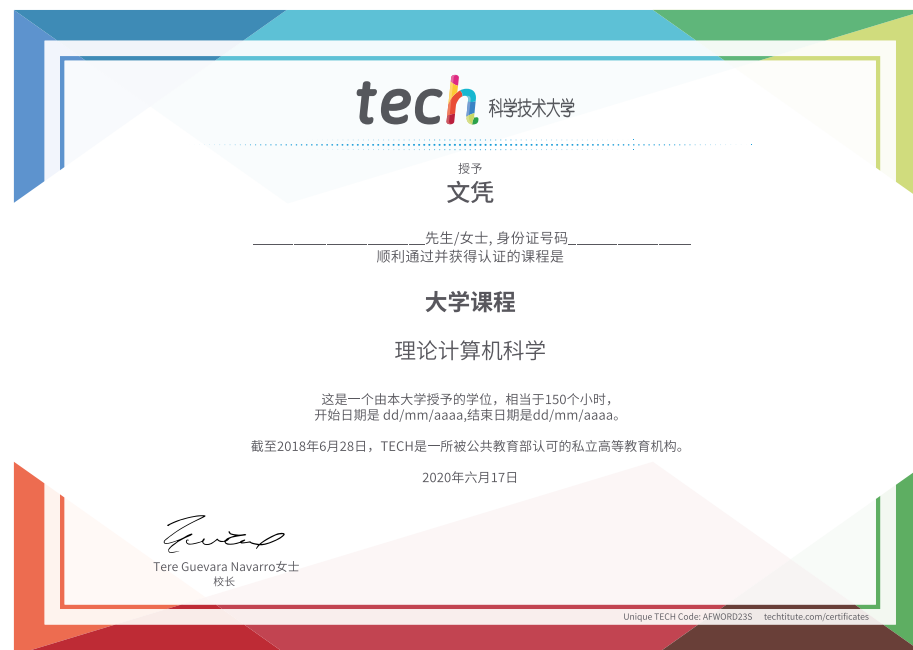 tech 科学技术大学
授予
文凭
______________________先生/女士, 身份证号码________________
顺利通过并获得认证的课程是
大学课程
理论计算机科学
这是一个由本大学授予的学位，相当于150个小时，
开始日期是 dd/mm/aaaa,结束日期是dd/mm/aaaa。
截至2018年6月28日，TECH是一所被公共教育部认可的私立高等教育机构。
2020年六月17日
Tere Guevara Navarro女士
校长
Unique TECH Code: AFWORD23S techtitute.com/certificates